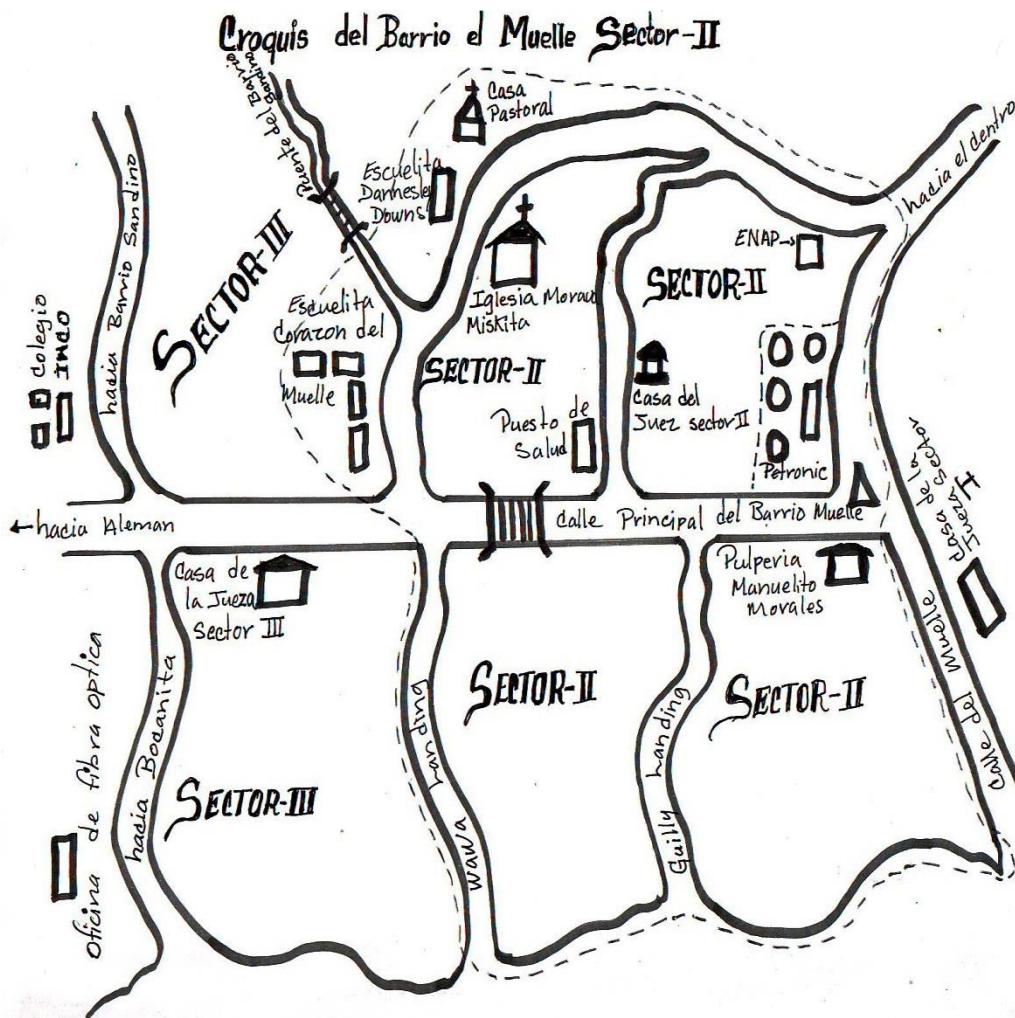 Croquis del Barrio el Muelle Sector-II
Puente del Barrio
Sandino
Casa
Pastoral
hacia el centro
Escuelita
Dannesley
Downs
ENAP
hacia Barrio Sandino
SECTOR-III
Iglesia Morava
Miskita
SECTOR-II
Colegio
INCO
Escuelita
Corazon del
Muelle
SECTOR-II
Casa del
Juez sector II
Puesto de
Salud
Petronic
Casa de la
Jueza Sector
I
←hacia Aleman
Calle Principal del Barrio Muelle
Casa de
la Jueza
Sector III
Pulperia
Manuelito
Morales
Oficina de fibra optica
hacia Bocanita
Wawa Landing
SECTOR-II
Guilly Landing
SECTOR-II
Calle del Muelle
SECTOR-III